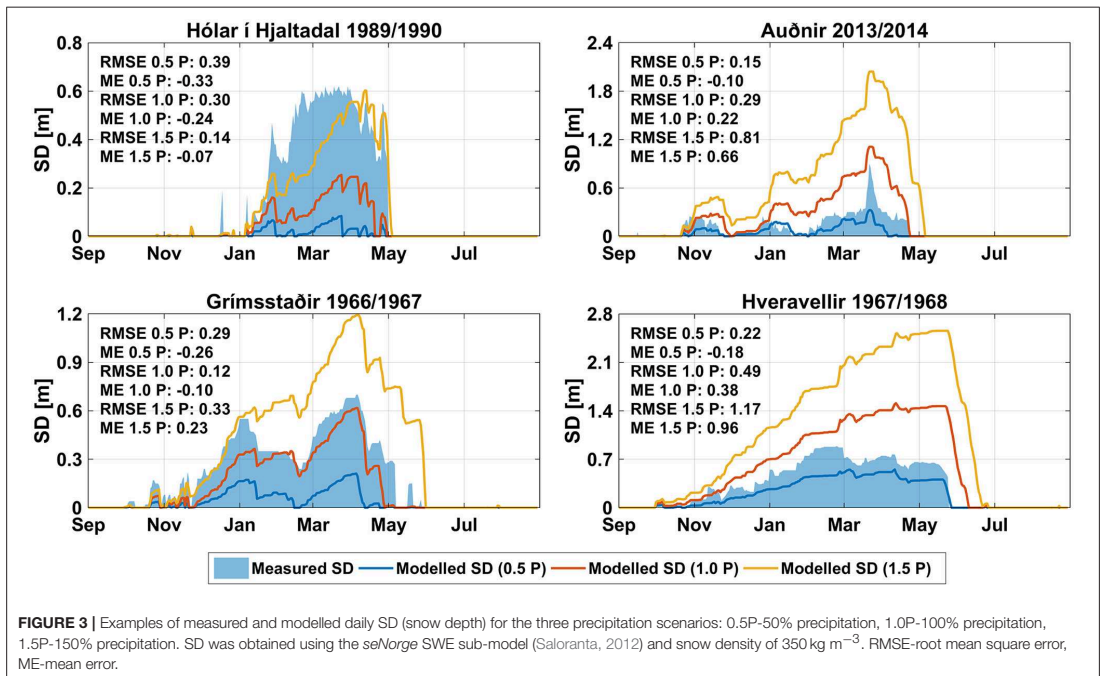 Hólar í Hjaltadal 1989/1990
0.8
0.6
0.4
0.2
0
SD [m]
RMSE 0.5 P: 0.39
ME 0.5 P: -0.33
RMSE 1.0 P: 0.30
ME 1.0 P: -0.24
RMSE 1.5 P: 0.14
ME 1.5 P: -0.07
Sep Nov Jan Mar May Jul
Auðnir 2013/2014
2.4
1.8
1.2
0.6
0
SD [m]
RMSE 0.5 P: 0.15
ME 0.5 P: -0.10
RMSE 1.0 P: 0.29
ME 1.0 P: 0.22
RMSE 1.5 P: 0.81
ME 1.5 P: 0.66
Sep Nov Jan Mar May Jul
Grímsstaðir 1966/1967
1.2
0.9
0.6
0.3
0
SD [m]
RMSE 0.5 P: 0.29
ME 0.5 P: -0.26
RMSE 1.0 P: 0.12
ME 1.0 P: -0.10
RMSE 1.5 P: 0.33
ME 1.5 P: 0.23
Sep Nov Jan Mar May Jul
Hveravellir 1967/1968
2.8
2.1
1.4
0.7
0
SD [m]
RMSE 0.5 P: 0.22
ME 0.5 P: -0.18
RMSE 1.0 P: 0.49
ME 1.0 P: 0.38
RMSE 1.5 P: 1.17
ME 1.5 P: 0.96
Sep Nov Jan Mar May Jul
Measured SD Modelled SD (0.5 P) Modelled SD (1.0 P) Modelled SD (1.5 P)
FIGURE 3 | Examples of measured and modelled daily SD (snow depth) for the three precipitation scenarios: 0.5P-50% precipitation, 1.0P-100% precipitation,
1.5P-150% precipitation. SD was obtained using the seNorge SWE sub-model (Saloranta, 2012) and snow density of 350 kg m−3. RMSE-root mean square error,
ME-mean error.